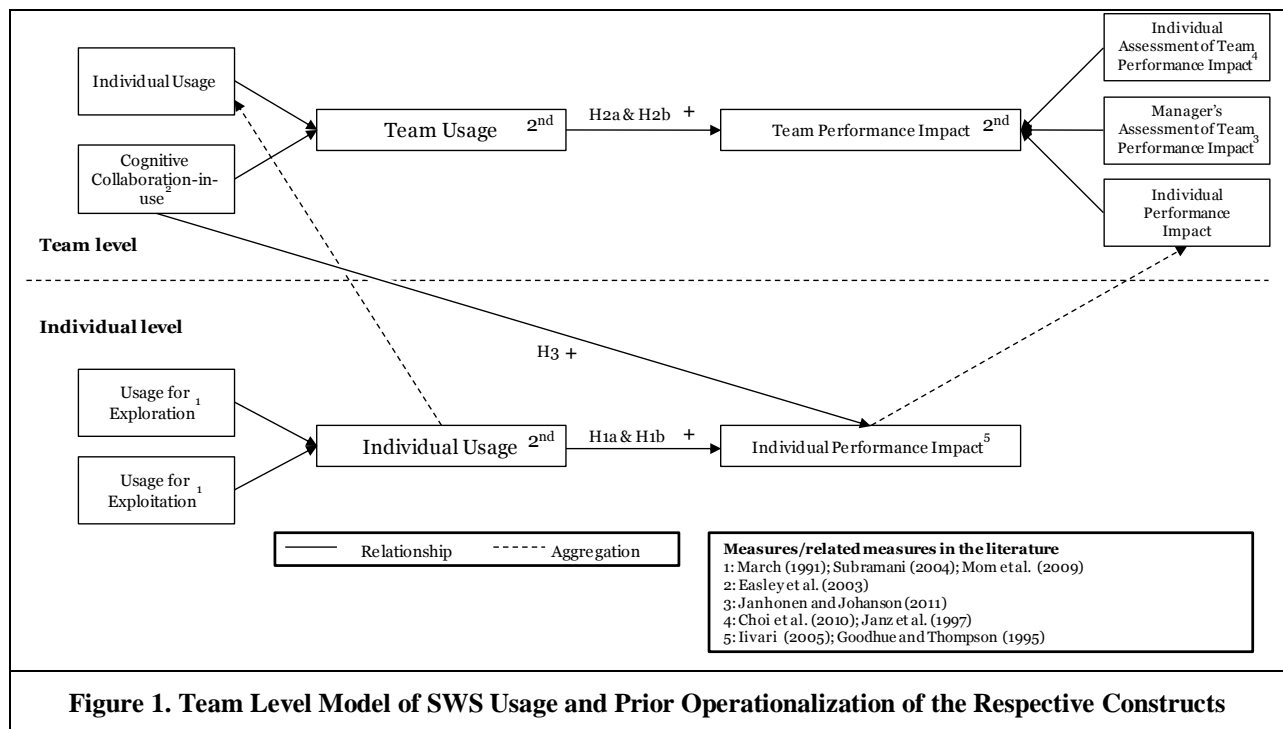 Individual Usage
Cognitive
Collaboration-in-
use 2
Team Usage 2nd
H2a & H2b +
Team Performance Impact 2nd
Individual
Assessment of Team
Performance Impact 4
Manager's
Assessment of Team
Performance Impact 3
Individual
Performance
Impact
Team level
Individual level
H3 +
Usage for
Exploration 1
Usage for
Exploitation 1
Individual Usage 2nd
H1a & H1b +
Individual Performance Impact 5
Relationship
Aggregation
Measures/related measures in the literature
1: March (1991); Subramani (2004); Mom et al. (2009)
2: Easley et al. (2003)
3: Janhonen and Johanson (2011)
4: Choi et al. (2010); Janz et al. (1997)
5: Iivari (2005); Goodhue and Thompson (1995)
Figure 1. Team Level Model of SWS Usage and Prior Operationalization of the Respective Constructs